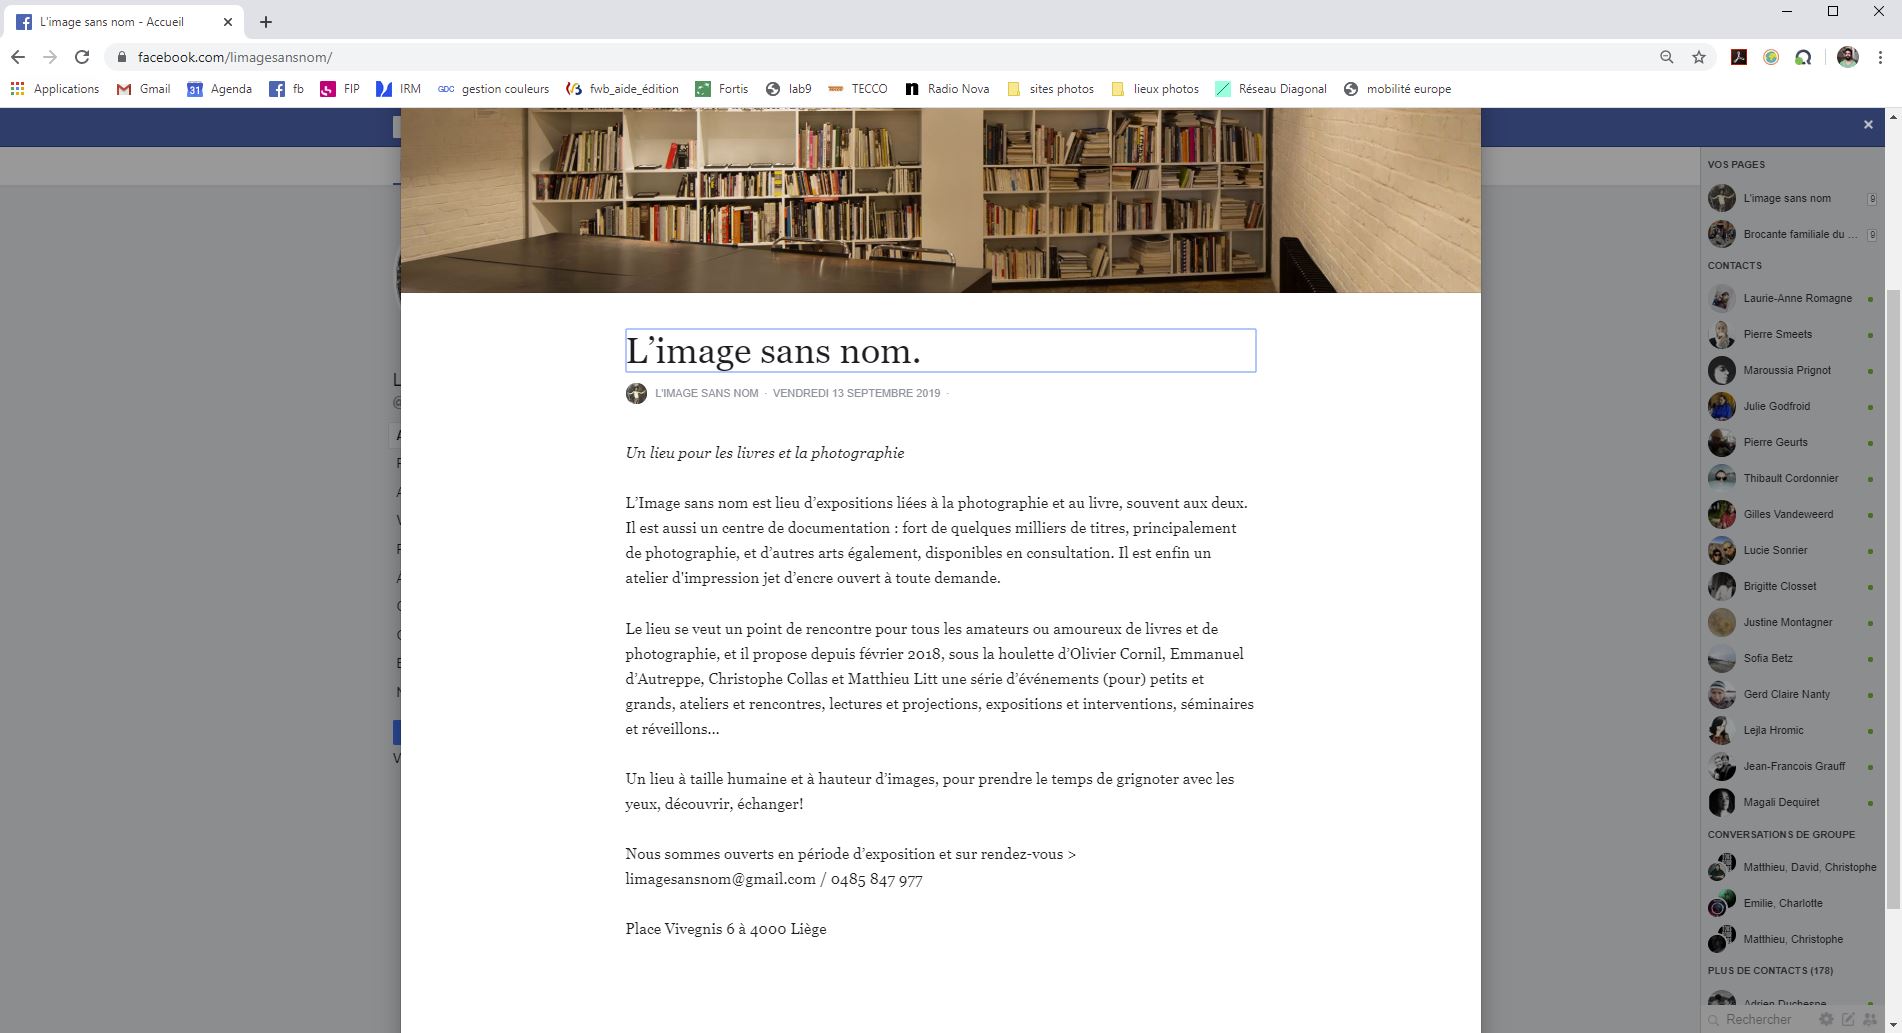 L'image sans nom - Accueil
facebook.com/limagesansnom/
Applications
Gmail
31
Agenda
fb
FIP
IRM
GDC
gestion couleurs
fwb_aide_édition
Fortis
lab9
TECCO
Radio Nova
sites photos
lieux photos
Réseau Diagonal
mobilité europe
L’image sans nom.
L'IMAGE SANS NOM · VENDREDI 13 SEPTEMBRE 2019 ·
Un lieu pour les livres et la photographie
L’Image sans nom est lieu d’expositions liées à la photographie et au livre, souvent aux deux.
Il est aussi un centre de documentation : fort de quelques milliers de titres, principalement
de photographie, et d’autres arts également, disponibles en consultation. Il est enfin un
atelier d'impression jet d’encre ouvert à toute demande.
Le lieu se veut un point de rencontre pour tous les amateurs ou amoureux de livres et de
photographie, et il propose depuis février 2018, sous la houlette d’Olivier Cornil, Emmanuel
d’Autreppe, Christophe Collas et Matthieu Litt une série d’événements (pour) petits et
grands, ateliers et rencontres, lectures et projections, expositions et interventions, séminaires
et réveillons…
Un lieu à taille humaine et à hauteur d’images, pour prendre le temps de grignoter avec les
yeux, découvrir, échanger!
Nous sommes ouverts en période d’exposition et sur rendez-vous >
limagesansnom@gmail.com / 0485 847 977
Place Vivegnis 6 à 4000 Liège
VOS PAGES
L'image sans nom 9
Brocante familiale du ... 9
CONTACTS
Laurie-Anne Romagne
Pierre Smeets
Maroussia Prignot
Julie Godfroid
Pierre Geurts
Thibault Cordonnier
Gilles Vandeweerd
Lucie Sonrier
Brigitte Closset
Justine Montagner
Sofia Betz
Gerd Claire Nanty
Lejla Hromic
Jean-Francois Grauff
Magali Dequiret
CONVERSATIONS DE GROUPE
Matthieu, David, Christophe
Emilie, Charlotte
Matthieu, Christophe
PLUS DE CONTACTS (178)
Adrien Duchesne
Rechercher